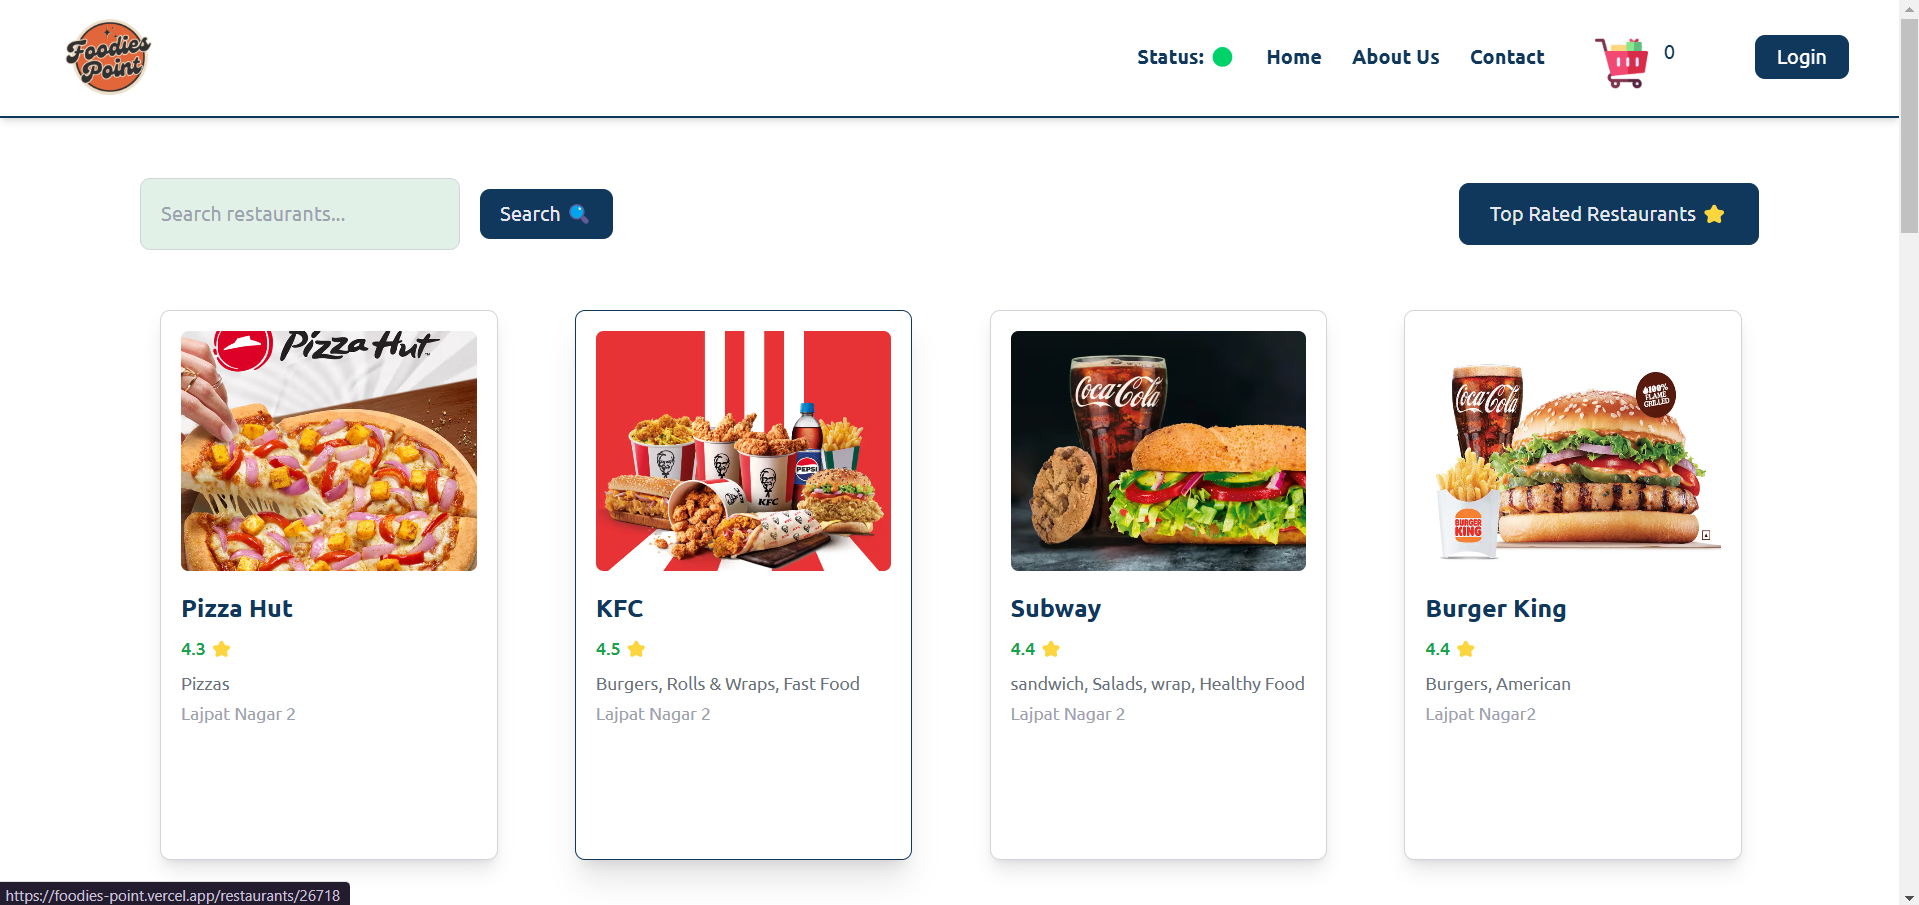 Foodies
Point
Status:
Home
About Us
Contact
0
Login
Search restaurants...
Search
Top Rated Restaurants
Pizza Hut
KFC
PEPSI
Coca-Cola
Coca-Cola
100%
FLAME
GRILLED
BURGER
KING
Pizza Hut
KFC
Subway
Burger King
4.3
4.5
4.4
4.4
Pizzas
Burgers, Rolls & Wraps, Fast Food
sandwich, Salads, wrap, Healthy Food
Burgers, American
Lajpat Nagar 2
Lajpat Nagar 2
Lajpat Nagar 2
Lajpat Nagar2
https://foodies-point.vercel.app/restaurants/26718